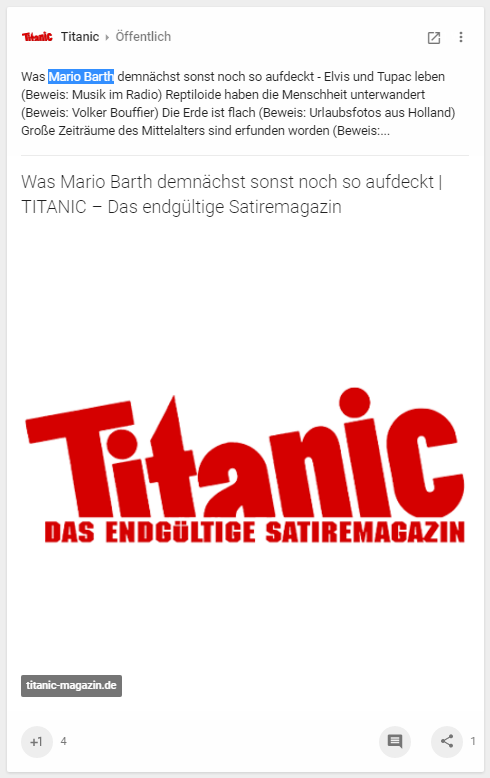 Titanic
Titanic Öffentlich
Was Mario Barth demnächst sonst noch so aufdeckt - Elvis und Tupac leben
(Beweis: Musik im Radio) Reptiloide haben die Menschheit unterwandert
(Beweis: Volker Bouffier) Die Erde ist flach (Beweis: Urlaubsfotos aus Holland)
Große Zeiträume des Mittelalters sind erfunden worden (Beweis:...
Was Mario Barth demnächst sonst noch so aufdeckt |
TITANIC – Das endgültige Satiremagazin
Titanic
DAS ENDGÜLTIGE SATIREMAGAZIN
titanic-magazin.de
+1 4 1